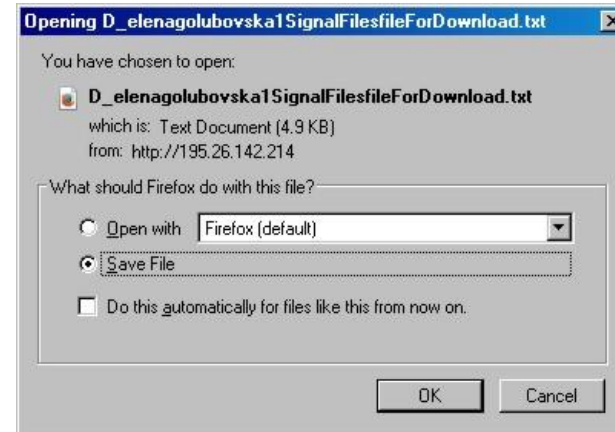 Opening D_elenagolubovska1SignalFilesfileForDownload.txt
You have chosen to open:
D_elenagolubovska1SignalFilesfileForDownload.txt
which is: Text Document (4.9 KB)
from: http://195.26.142.214
What should Firefox do with this file?
Open with Firefox (default)
Save File
Do this automatically for files like this from now on.
OK Cancel